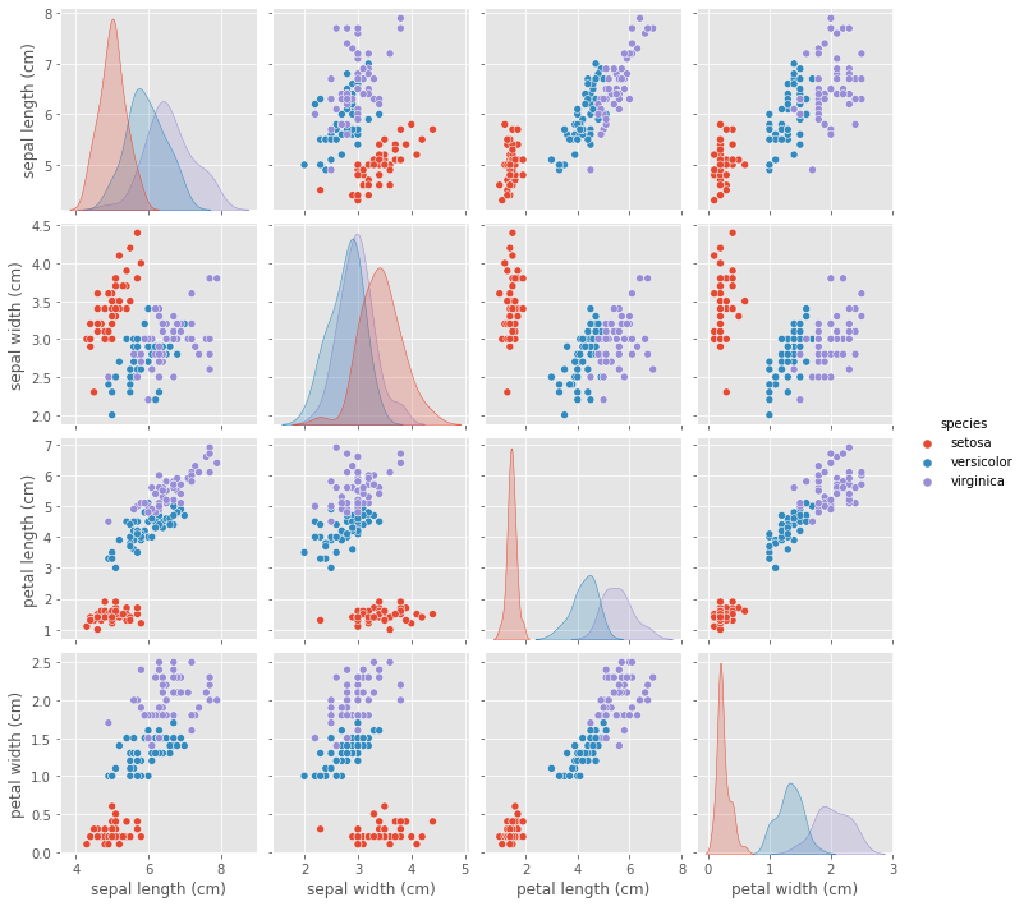 8
7
6
5
sepal length (cm)
4.5
4.0
3.5
3.0
2.5
2.0
sepal width (cm)
species
setosa
versicolor
virginica
7
6
5
4
3
2
1
petal length (cm)
2.5
2.0
1.5
1.0
0.5
0.0
petal width (cm)
4 6 8
2 3 4 5
2 4 6 8
0 1 2 3
sepal length (cm)
sepal width (cm)
petal length (cm)
petal width (cm)